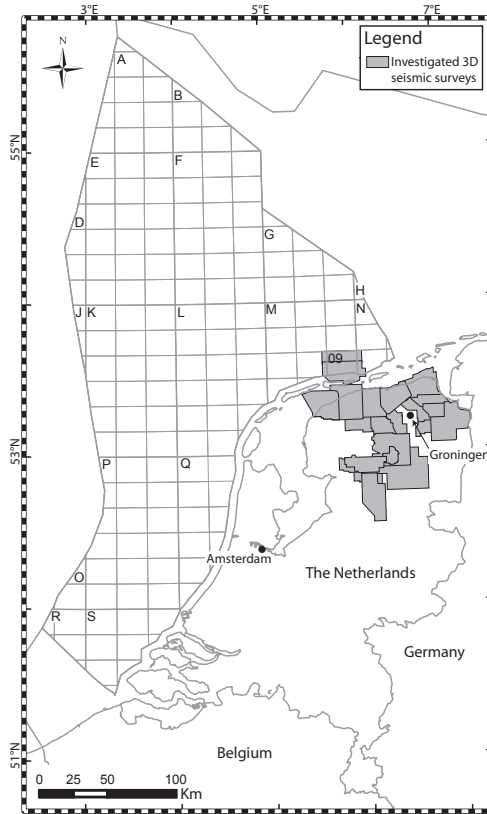 3°E
5°E
7°E
N
Legend
Investigated 3D
seismic surveys
A
B
55°N
E
F
D
G
H
J K
L
M
N
09
53°N
P
Q
Groningen
Amsterdam
O
The Netherlands
R
S
Germany
51°N
Belgium
0 25 50 100
Km